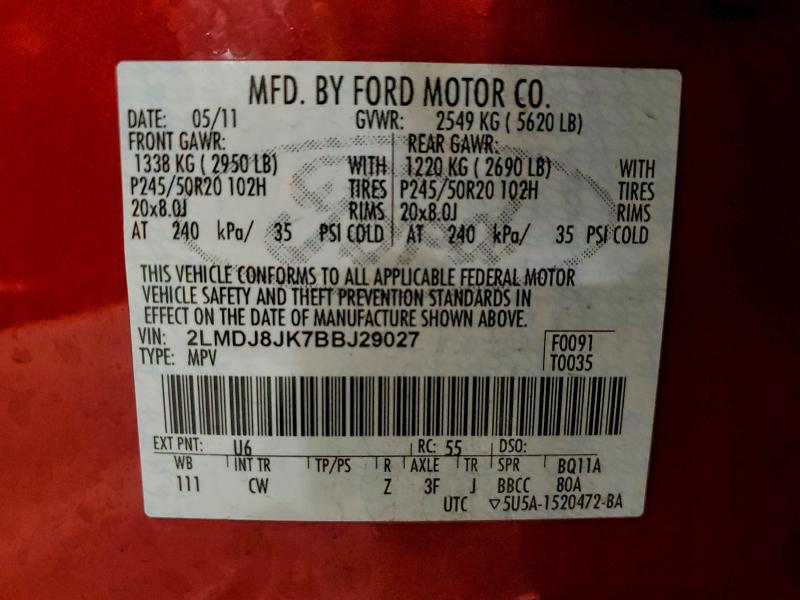 MFD. BY FORD MOTOR CO.
DATE: 05/11 GVWR: 2549 KG ( 5620 LB)
FRONT GAWR: REAR GAWR:
1338 KG ( 2950 LB) WITH 1220 KG ( 2690 LB) WITH
P245/50R20 102H TIRES P245/50R20 102H TIRES
20x8.0J RIMS 20x8.0J RIMS
AT 240 kPa/ 35 PSI COLD AT 240 kPa/ 35 PSI COLD
THIS VEHICLE CONFORMS TO ALL APPLICABLE FEDERAL MOTOR
VEHICLE SAFETY AND THEFT PREVENTION STANDARDS IN
EFFECT ON THE DATE OF MANUFACTURE SHOWN ABOVE.
VIN: 2LMDJ8JK7BBJ29027 F0091
TYPE: MPV T0035
EXT PNT: U6 RC: 55 DSO:
WB INT TR TP/PS R AXLE TR SPR BQ11A
111 CW Z 3F J BBCC 80A
UTC ▽5U5A-1520472-BA